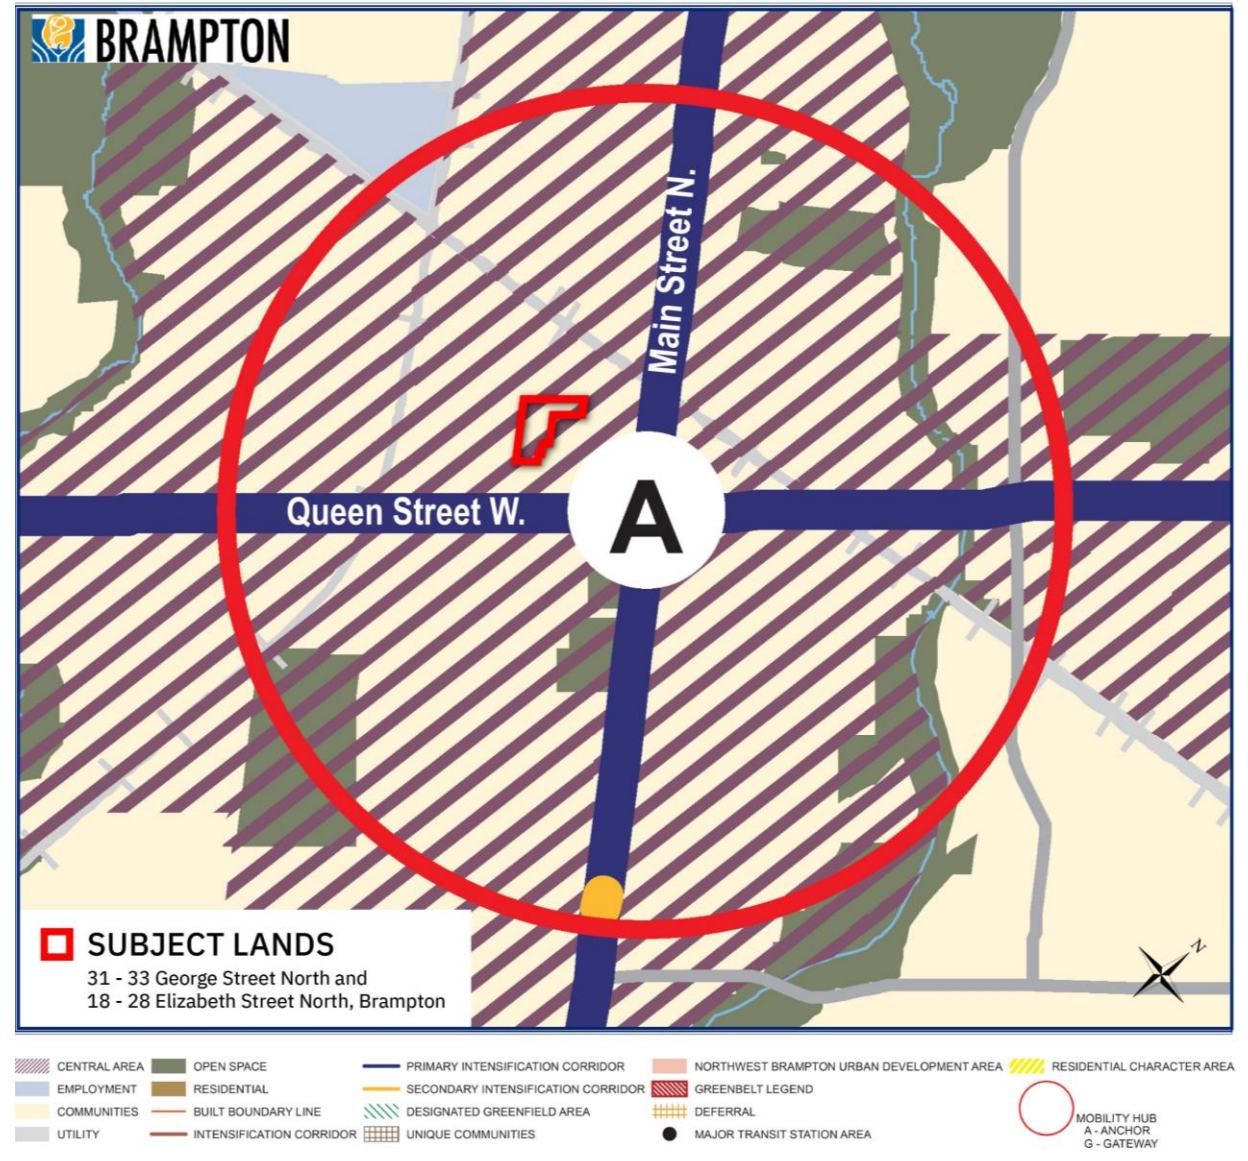 BRAMPTON
Main Street N.
Queen Street W.
A
SUBJECT LANDS
31 - 33 George Street North and
18 - 28 Elizabeth Street North, Brampton
N
CENTRAL AREA
OPEN SPACE
PRIMARY INTENSIFICATION CORRIDOR
NORTHWEST BRAMPTON URBAN DEVELOPMENT AREA
RESIDENTIAL CHARACTER AREA
EMPLOYMENT
RESIDENTIAL
SECONDARY INTENSIFICATION CORRIDOR
GREENBELT LEGEND
COMMUNITIES
BUILT BOUNDARY LINE
DESIGNATED GREENFIELD AREA
DEFERRAL
UTILITY
INTENSIFICATION CORRIDOR
UNIQUE COMMUNITIES
MAJOR TRANSIT STATION AREA
MOBILITY HUB
A - ANCHOR
G - GATEWAY